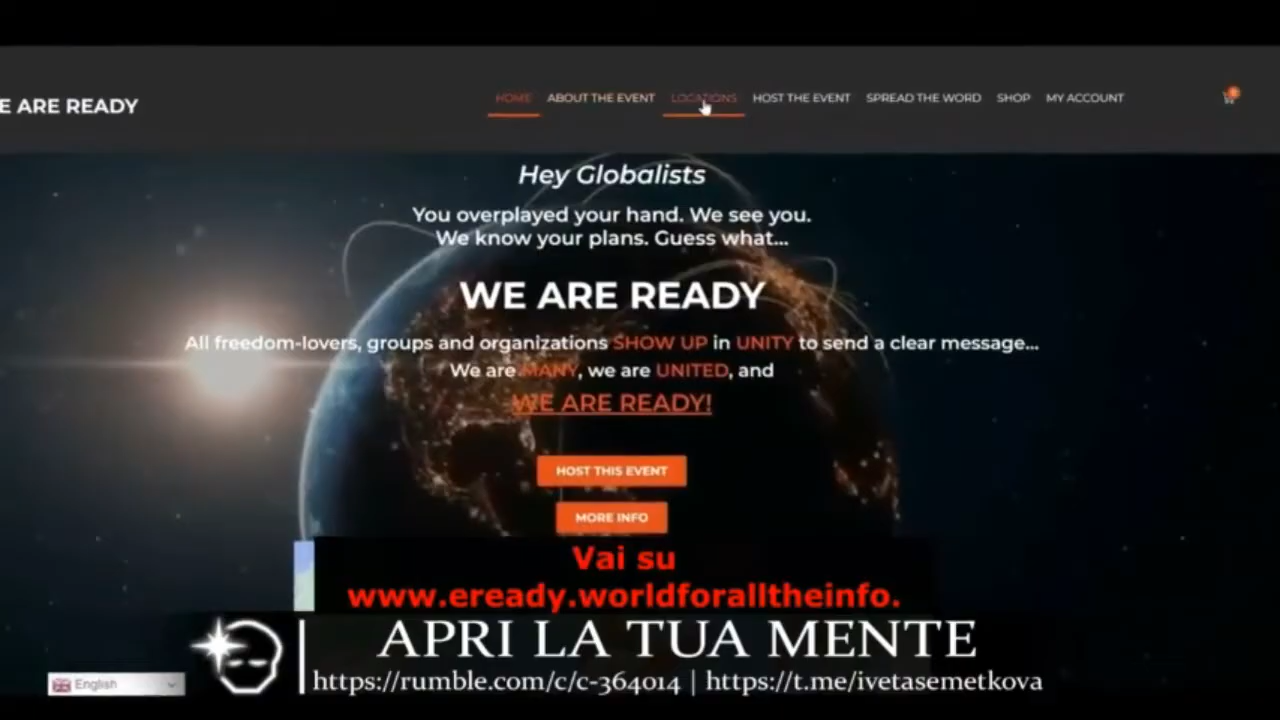 E ARE READY
HOME ABOUT THE EVENT LOCATIONS HOST THE EVENT SPREAD THE WORD SHOP MY ACCOUNT
Hey Globalists
You overplayed your hand. We see you.
We know your plans. Guess what...
WE ARE READY
All freedom-lovers, groups and organizations SHOW UP in UNITY to send a clear message...
We are MANY, we are UNITED, and
WE ARE READY!
HOST THIS EVENT
MORE INFO
Vai su
www.eready.worldforalltheinfo.
APRI LA TUA MENTE
https://rumble.com/c/c-364014 | https://t.me/ivetasemetkova
English